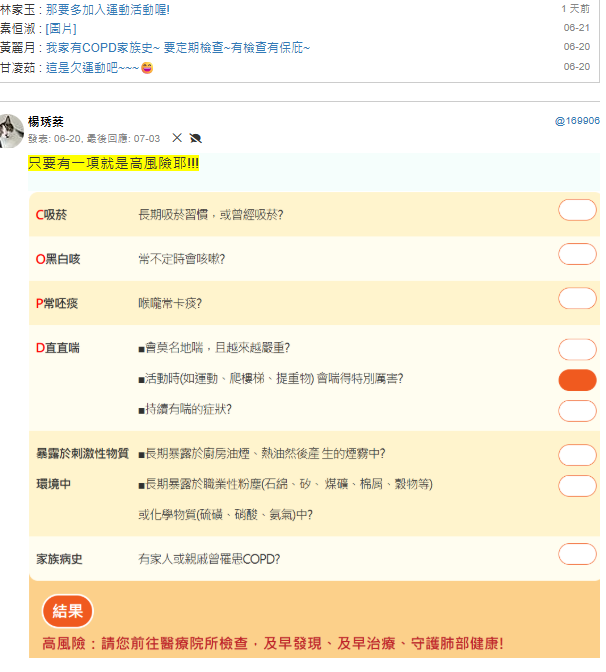 林家玉 : 那要多加入運動活動喔! 1 天前
紊恒淑 : [圖片] 06-21
黃麗月 : 我家有COPD家族史~ 要定期檢查~有檢查有保庇~ 06-20
甘凌茹 : 這是欠運動吧~~~😄 06-20
楊琇葇 @169906
發表: 06-20, 最後回應: 07-03
只要有一項就是高風險耶!!!
C吸菸 長期吸菸習慣，或曾經吸菸?
O黑白咳 常不定時會咳嗽?
P常呸痰 喉嚨常卡痰?
D直直喘 ■會莫名地喘，且越來越嚴重?
■活動時(如運動、爬樓梯、提重物) 會喘得特別厲害?
■持續有喘的症狀?
暴露於刺激性物質 ■長期暴露於廚房油煙、熱油然後產生的煙霧中?
環境中 ■長期暴露於職業性粉塵(石綿、矽、煤礦、棉屑、穀物等)
或化學物質(硫磺、硝酸、氨氣)中?
家族病史 有家人或親戚曾罹患COPD?
結果
高風險：請您前往醫療院所檢查，及早發現、及早治療、守護肺部健康!